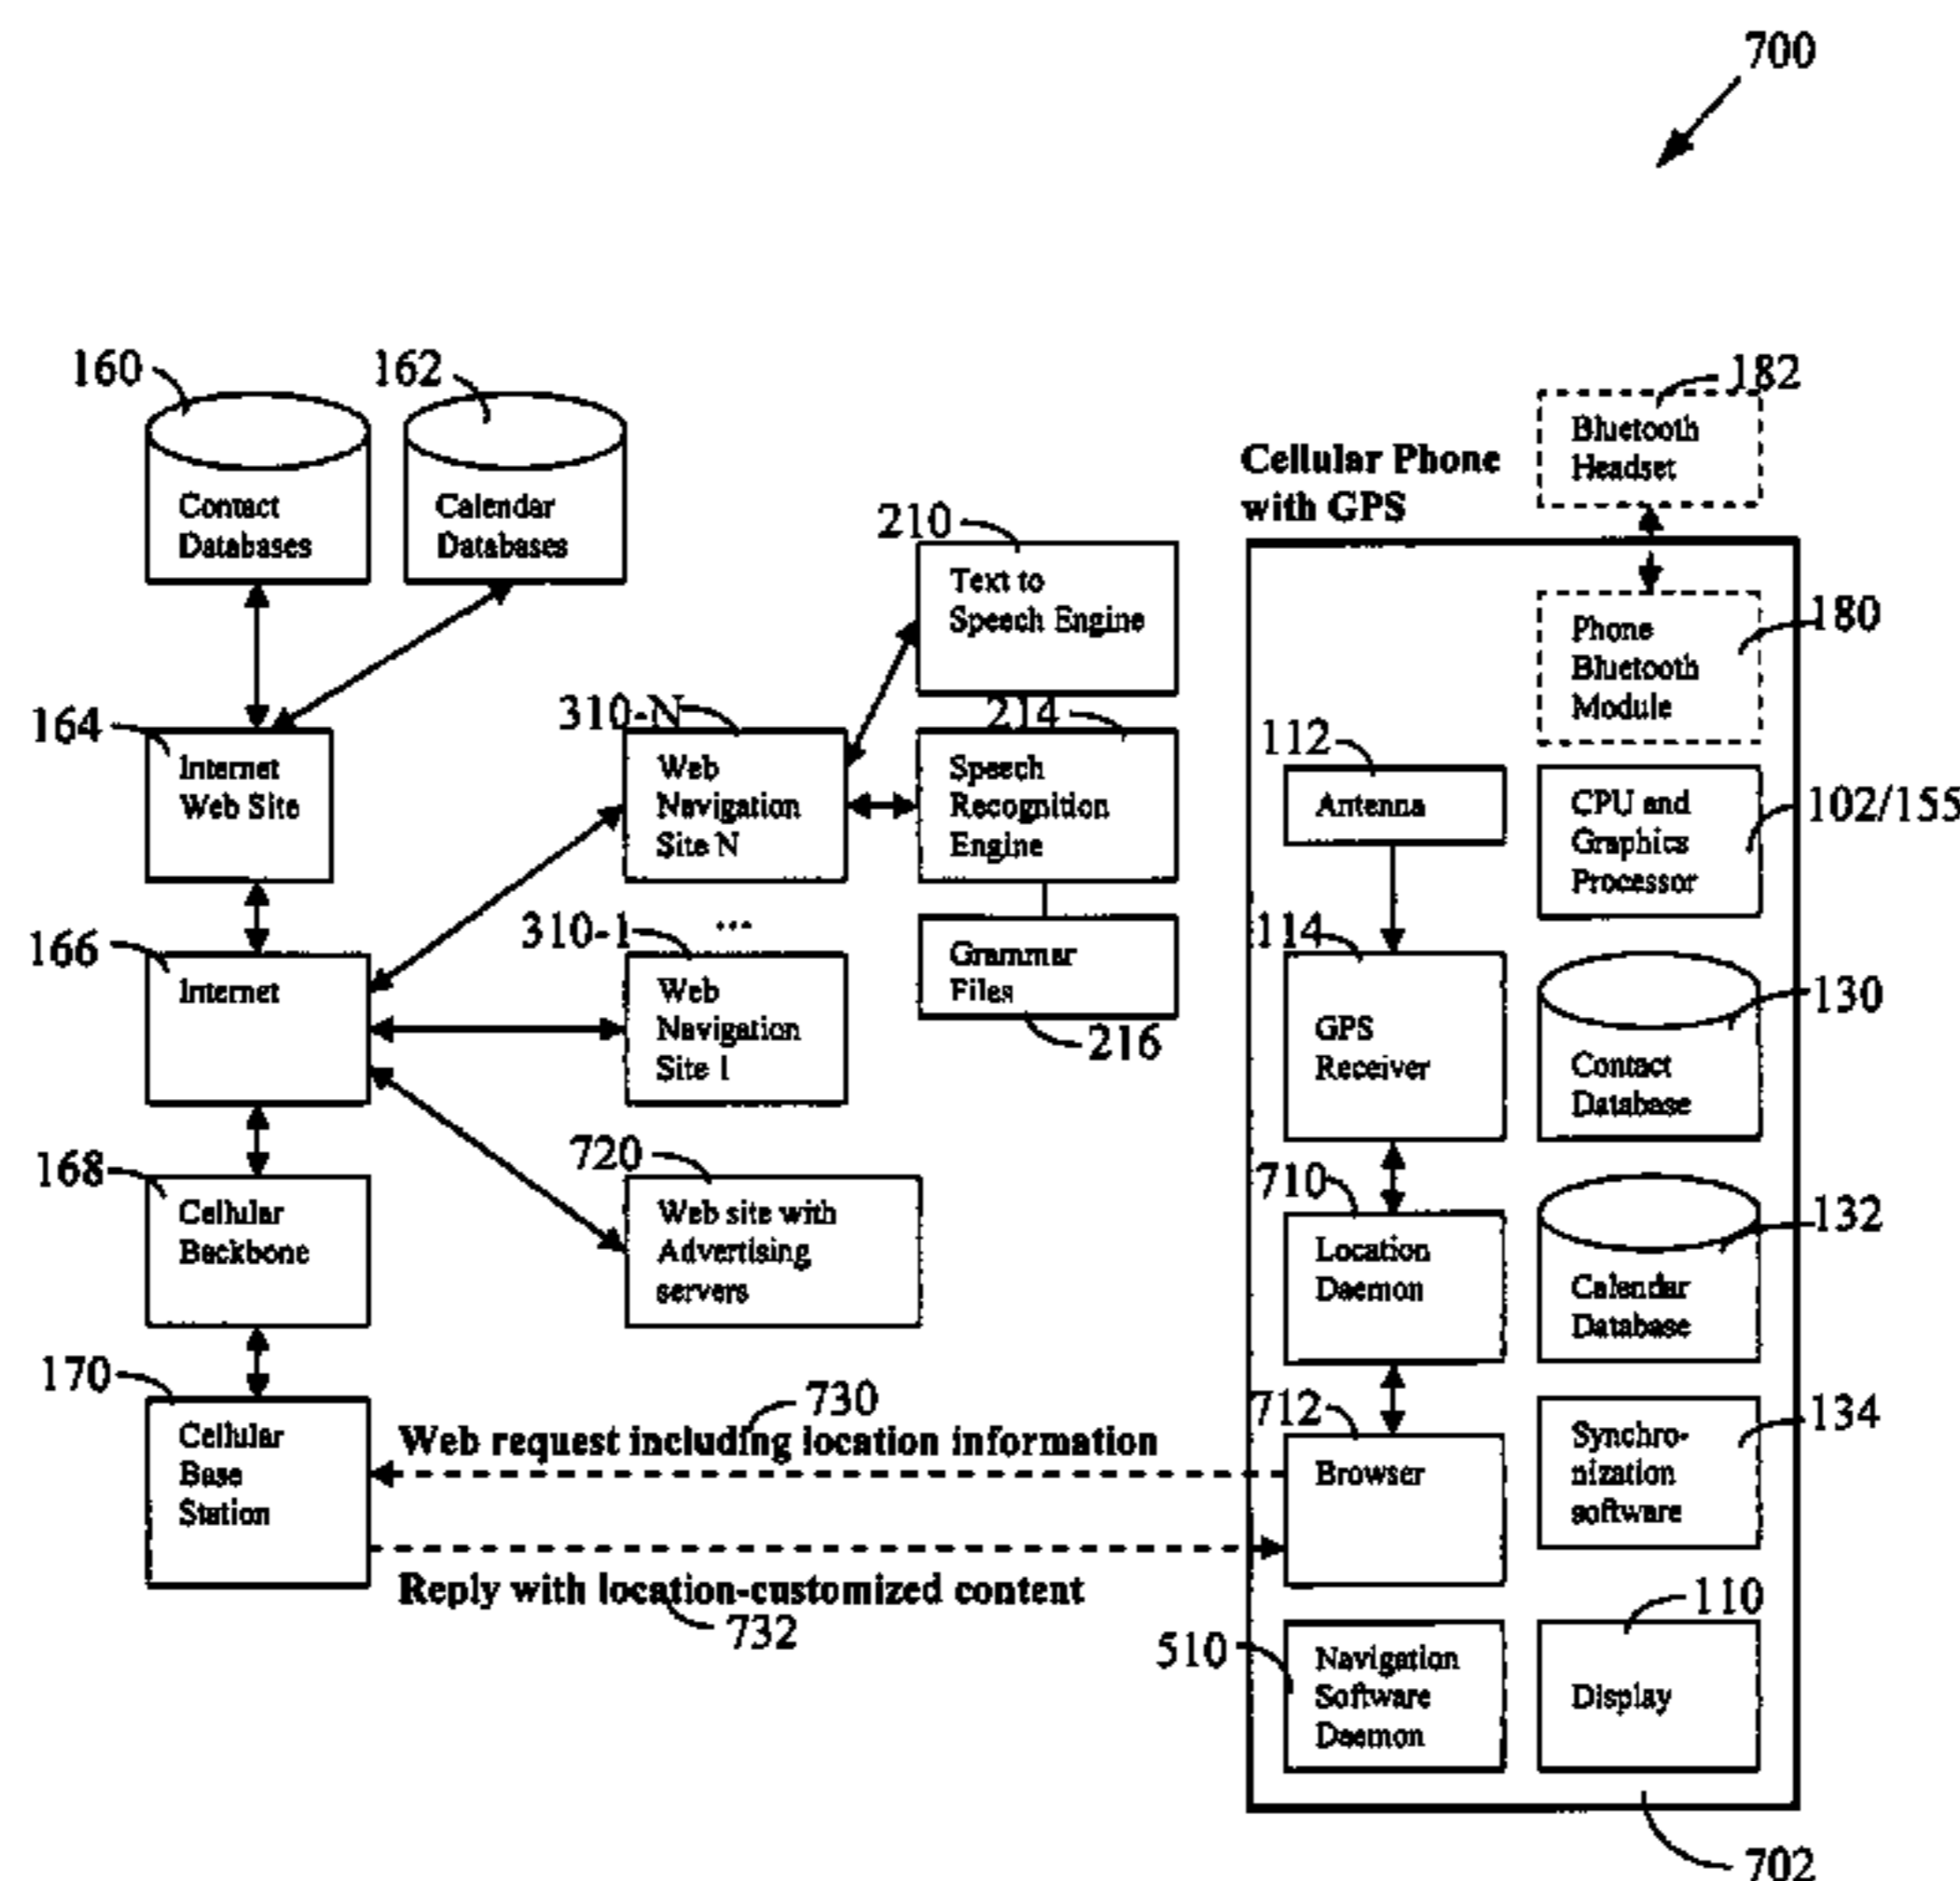 700
160
162
182
Contact
Databases
Calendar
Databases
Bluetooth
Headset
Cellular Phone
with GPS
210
Text to
Speech Engine
Phone
Bluetooth
Module
180
164
Internet
Web Site
310-N
Web
Navigation
Site N
214
Speech
Recognition
Engine
112
Antenna
CPU and
Graphics
Processor
102/155
166
Internet
310-1
...
Web
Navigation
Site 1
Grammar
Files
216
114
GPS
Receiver
130
Contact
Database
168
Cellular
Backbone
720
Web site with
Advertising
servers
710
Location
Daemon
132
Calendar
Database
170
Cellular
Base
Station
730
Web request including location information
Reply with location-customized content
732
712
Browser
134
Synchro-
nization
software
510
Navigation
Software
Daemon
110
Display
702